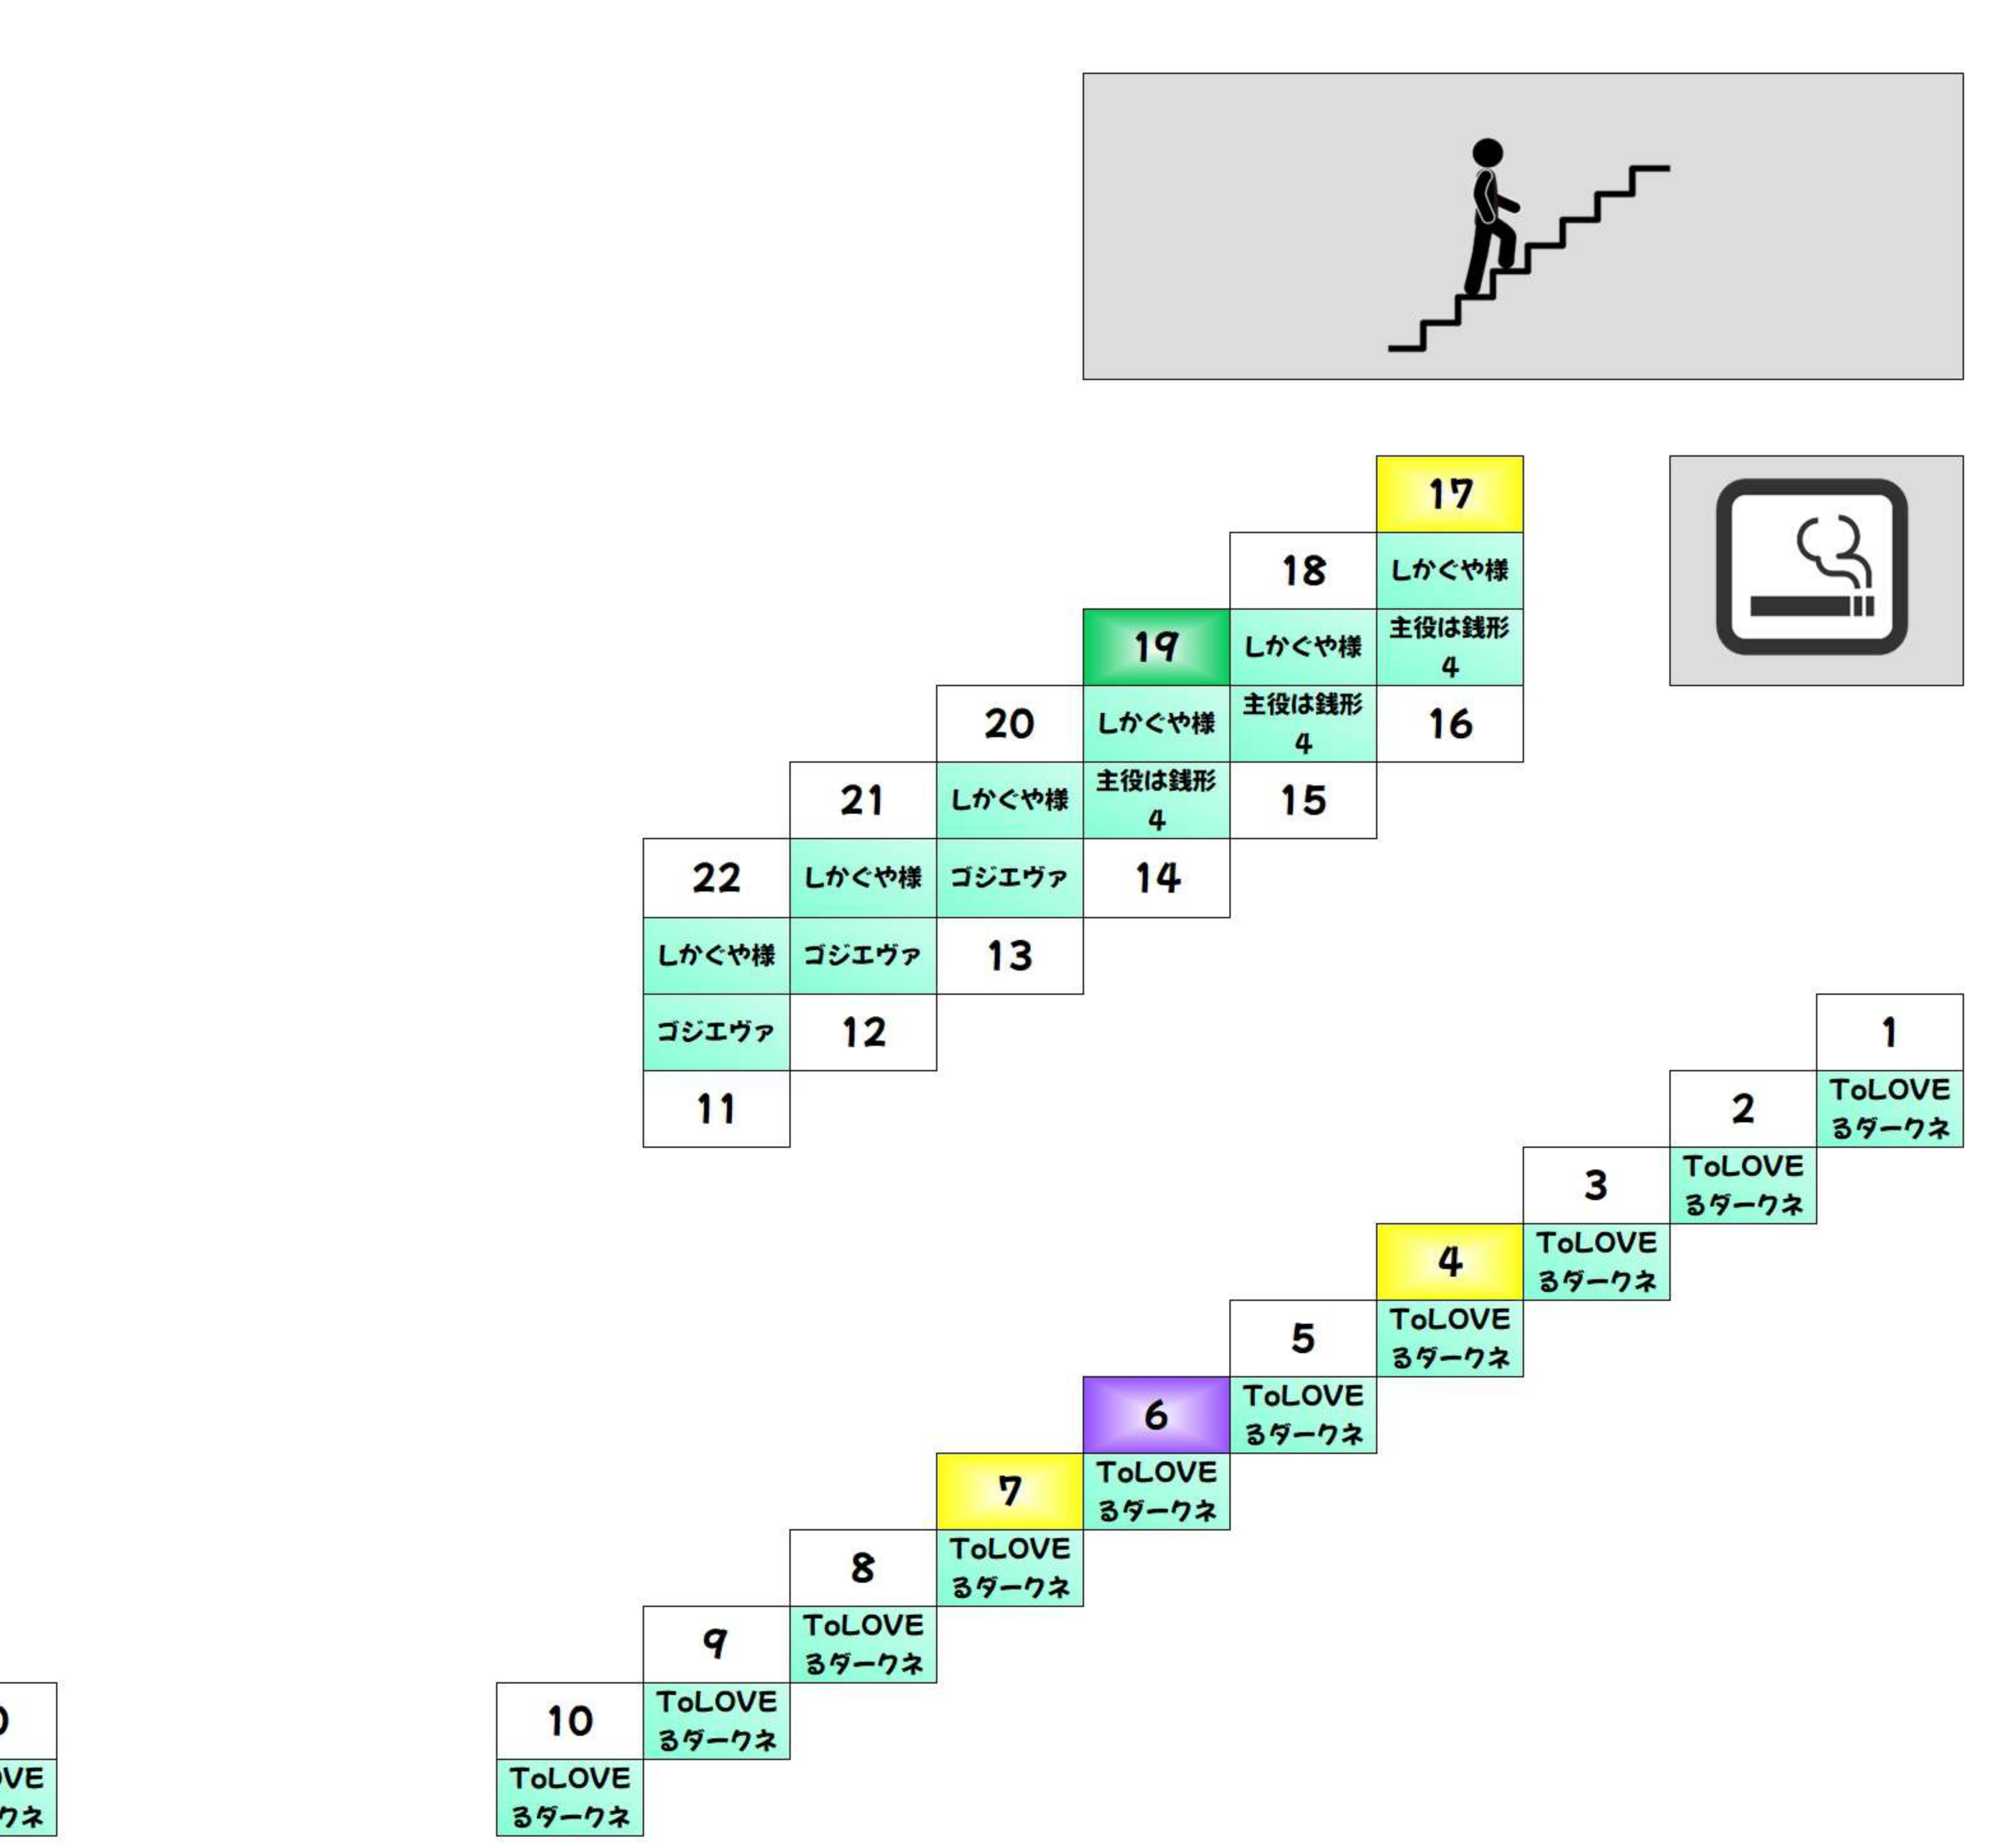 17
18
しかぐや様
19
しかぐや様
主役は銭形
4
20
しかぐや様
主役は銭形
4
16
21
しかぐや様
主役は銭形
4
15
22
しかぐや様
ゴジエヴァ
14
しかぐや様
ゴジエヴァ
13
ゴジエヴァ
12
1
11
2
ToLOVE
るダークネ
3
ToLOVE
るダークネ
4
ToLOVE
るダークネ
5
ToLOVE
るダークネ
6
ToLOVE
るダークネ
7
ToLOVE
るダークネ
8
ToLOVE
るダークネ
9
ToLOVE
るダークネ
10
ToLOVE
るダークネ
VE
クネ
ToLOVE
るダークネ